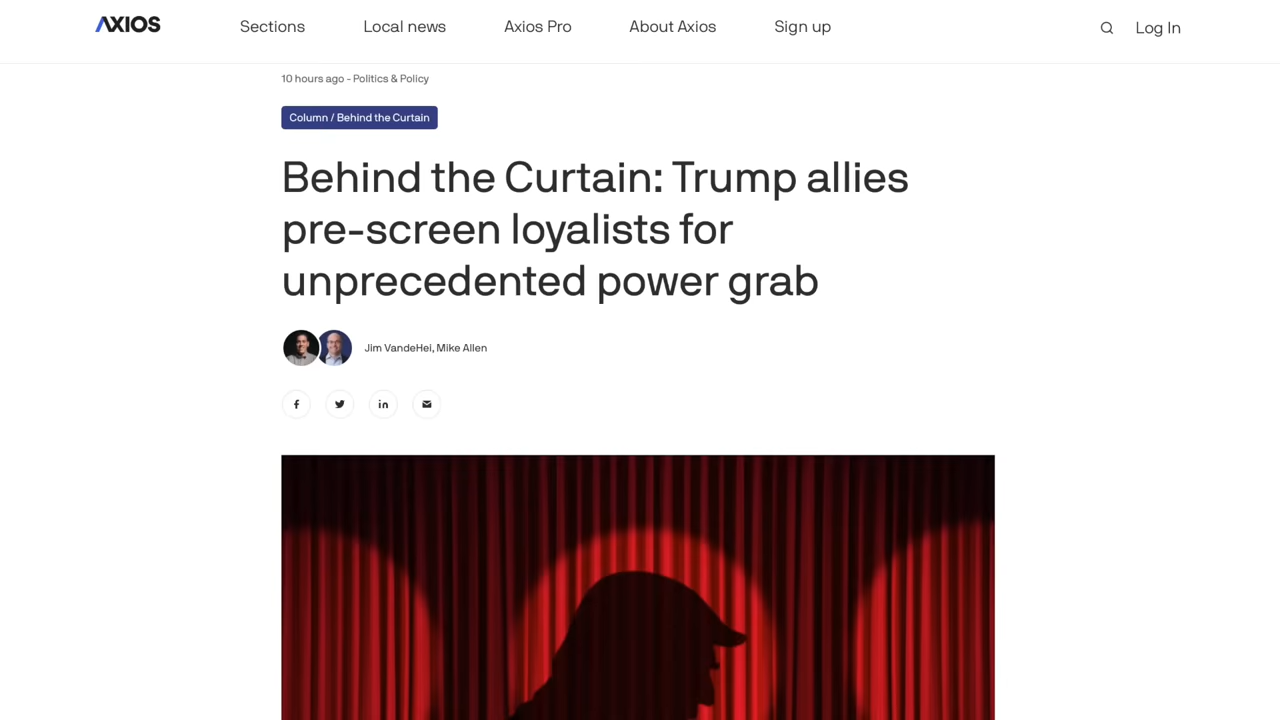 AXIOS Sections Local news Axios Pro About Axios Sign up Log In
10 hours ago - Politics & Policy
Column / Behind the Curtain
Behind the Curtain: Trump allies
pre-screen loyalists for
unprecedented power grab
Jim VandeHei, Mike Allen